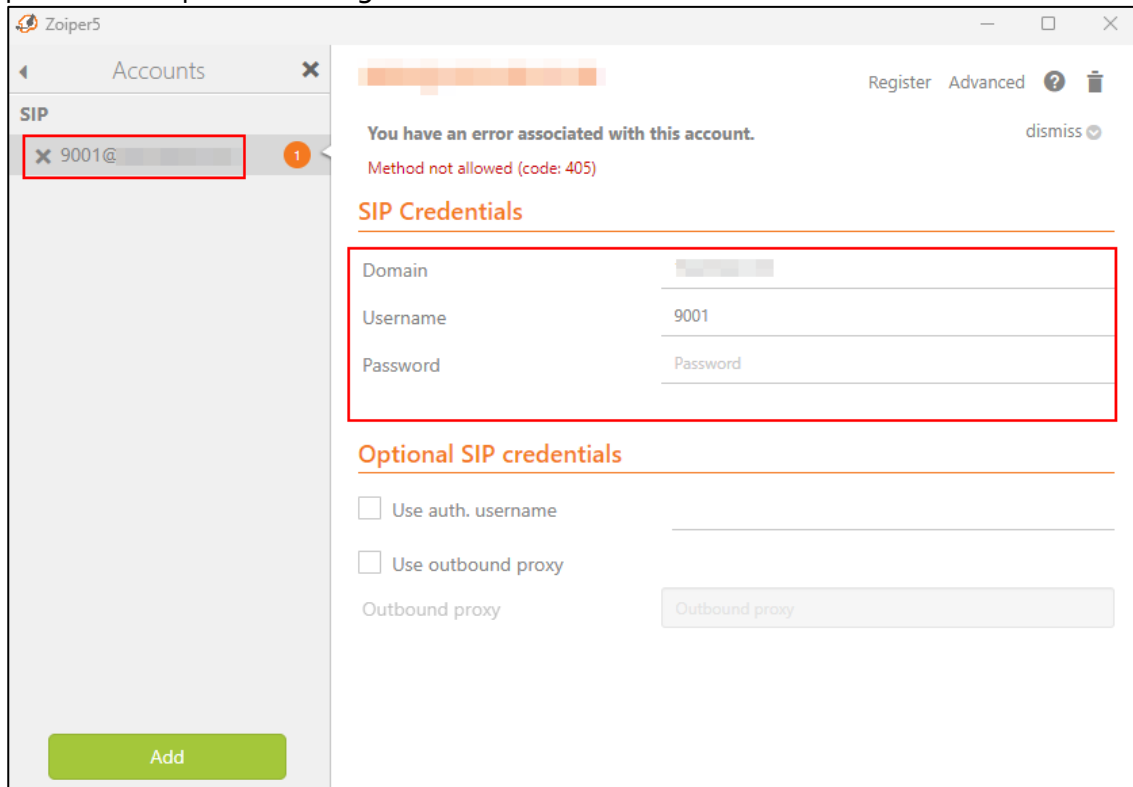 Zoiper5
Accounts
Register Advanced
SIP
You have an error associated with this account.
dismiss
9001@
1
Method not allowed (code: 405)
SIP Credentials
Domain
Username 9001
Password Password
Optional SIP credentials
Use auth. username
Use outbound proxy
Outbound proxy Outbound proxy
Add